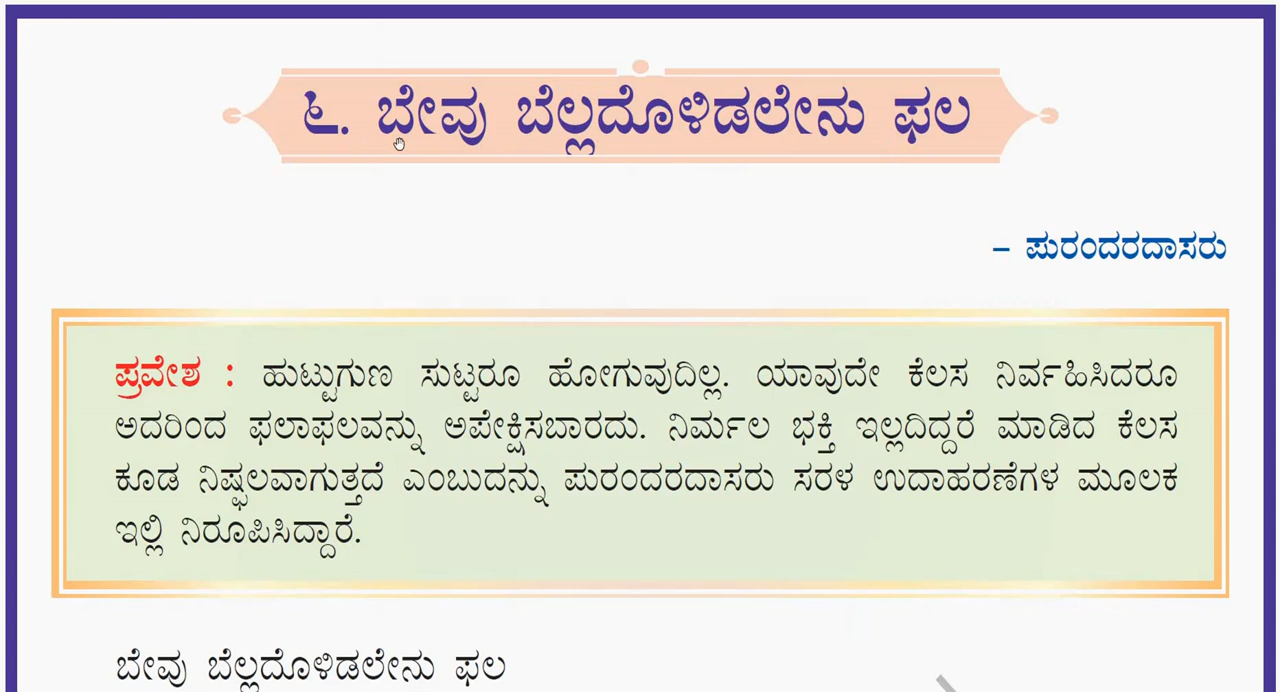 ೬. ಬೇವು ಬೆಲ್ಲದೊಳಿಡಲೇನು ಫಲ
– ಪುರಂದರದಾಸರು
ಪ್ರವೇಶ : ಹುಟ್ಟುಗುಣ ಸುಟ್ಟರೂ ಹೋಗುವುದಿಲ್ಲ. ಯಾವುದೇ ಕೆಲಸ ನಿರ್ವಹಿಸಿದರೂ
ಅದರಿಂದ ಫಲಾಫಲವನ್ನು ಅಪೇಕ್ಷಿಸಬಾರದು. ನಿರ್ಮಲ ಭಕ್ತಿ ಇಲ್ಲದಿದ್ದರೆ ಮಾಡಿದ ಕೆಲಸ
ಕೂಡ ನಿಷ್ಫಲವಾಗುತ್ತದೆ ಎಂಬುದನ್ನು ಪುರಂದರದಾಸರು ಸರಳ ಉದಾಹರಣೆಗಳ ಮೂಲಕ
ಇಲ್ಲಿ ನಿರೂಪಿಸಿದ್ದಾರೆ.
ಬೇವು ಬೆಲ್ಲದೊಳಿಡಲೇನು ಫಲ